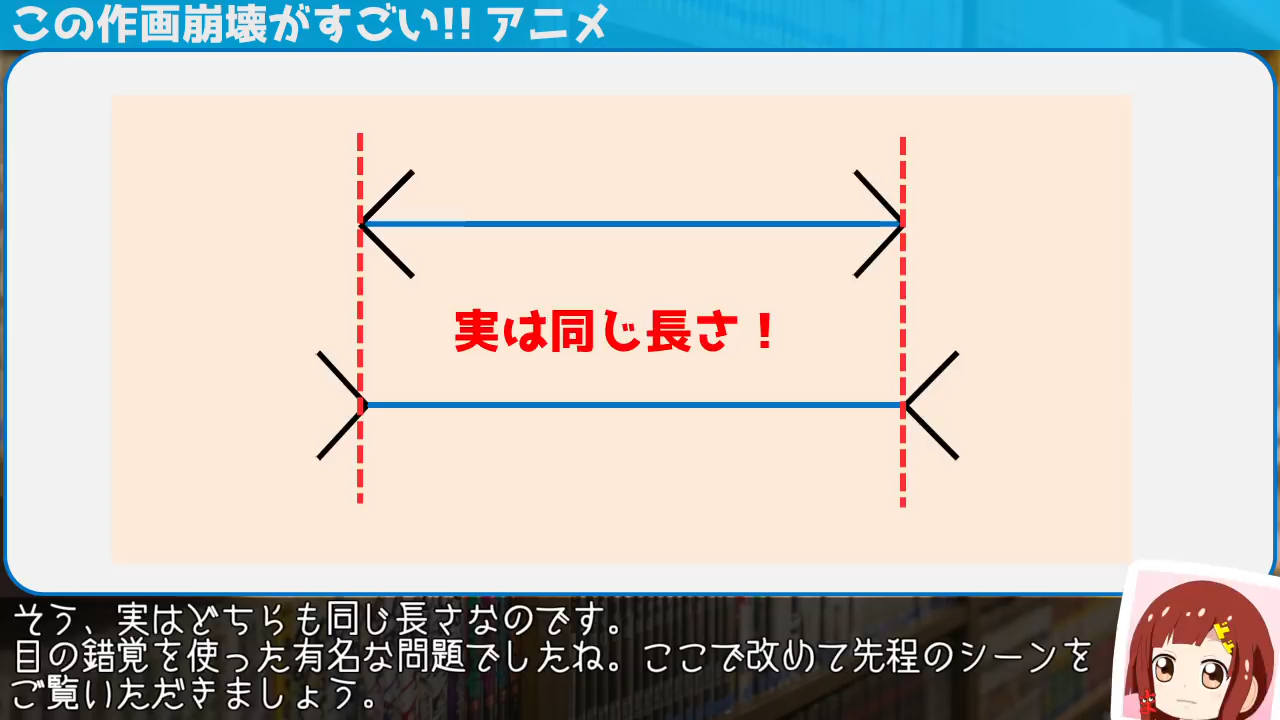 この作画崩壊がすごい!! アニメ
実は同じ長さ！
そう、実はどちらも同じ長さなのです。
目の錯覚を使った有名な問題でしたね。ここで改めて先程のシーンを
ご覧いただきましょう。